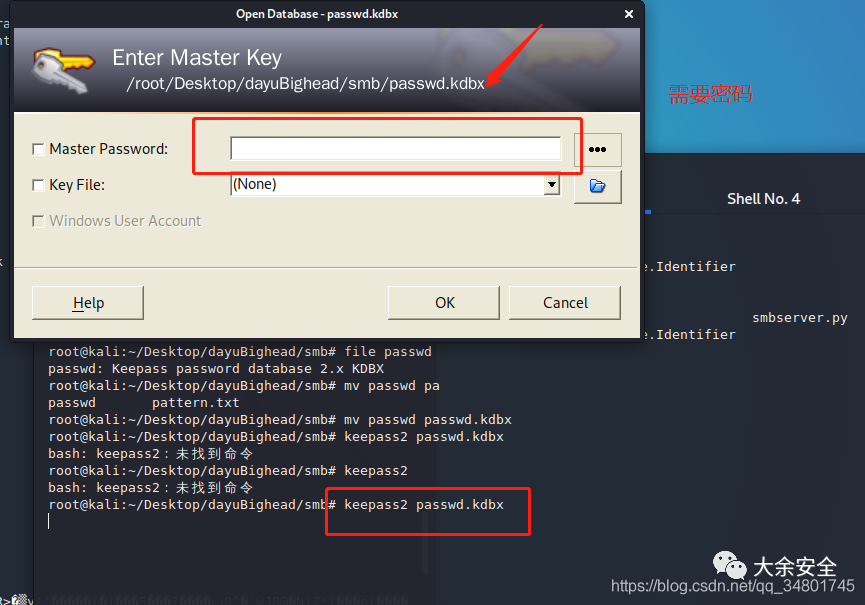 Open Database - passwd.kdbx
Enter Master Key
/root/Desktop/dayuBighead/smb/passwd.kdbx
需要密码
Master Password:
Key File:
(None)
Windows User Account
Shell No. 4
e.Identifier
Help
OK
Cancel
smbserver.py
e.Identifier
root@kali:~/Desktop/dayuBighead/smb# file passwd
passwd: Keepass password database 2.x KDBX
root@kali:~/Desktop/dayuBighead/smb# mv passwd pa
passwd pattern.txt
root@kali:~/Desktop/dayuBighead/smb# mv passwd passwd.kdbx
root@kali:~/Desktop/dayuBighead/smb# keepass2 passwd.kdbx
bash: keepass2：未找到命令
root@kali:~/Desktop/dayuBighead/smb# keepass2
bash: keepass2：未找到命令
root@kali:~/Desktop/dayuBighead/smb# keepass2 passwd.kdbx
大余安全
https://blog.csdn.net/qq_34801745